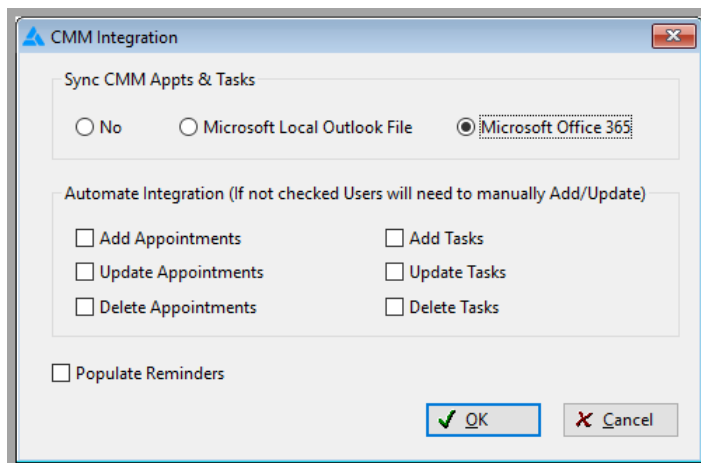 CMM Integration
Sync CMM Appts & Tasks
No Microsoft Local Outlook File Microsoft Office 365
Automate Integration (If not checked Users will need to manually Add/Update)
Add Appointments Add Tasks
Update Appointments Update Tasks
Delete Appointments Delete Tasks
Populate Reminders
OK Cancel